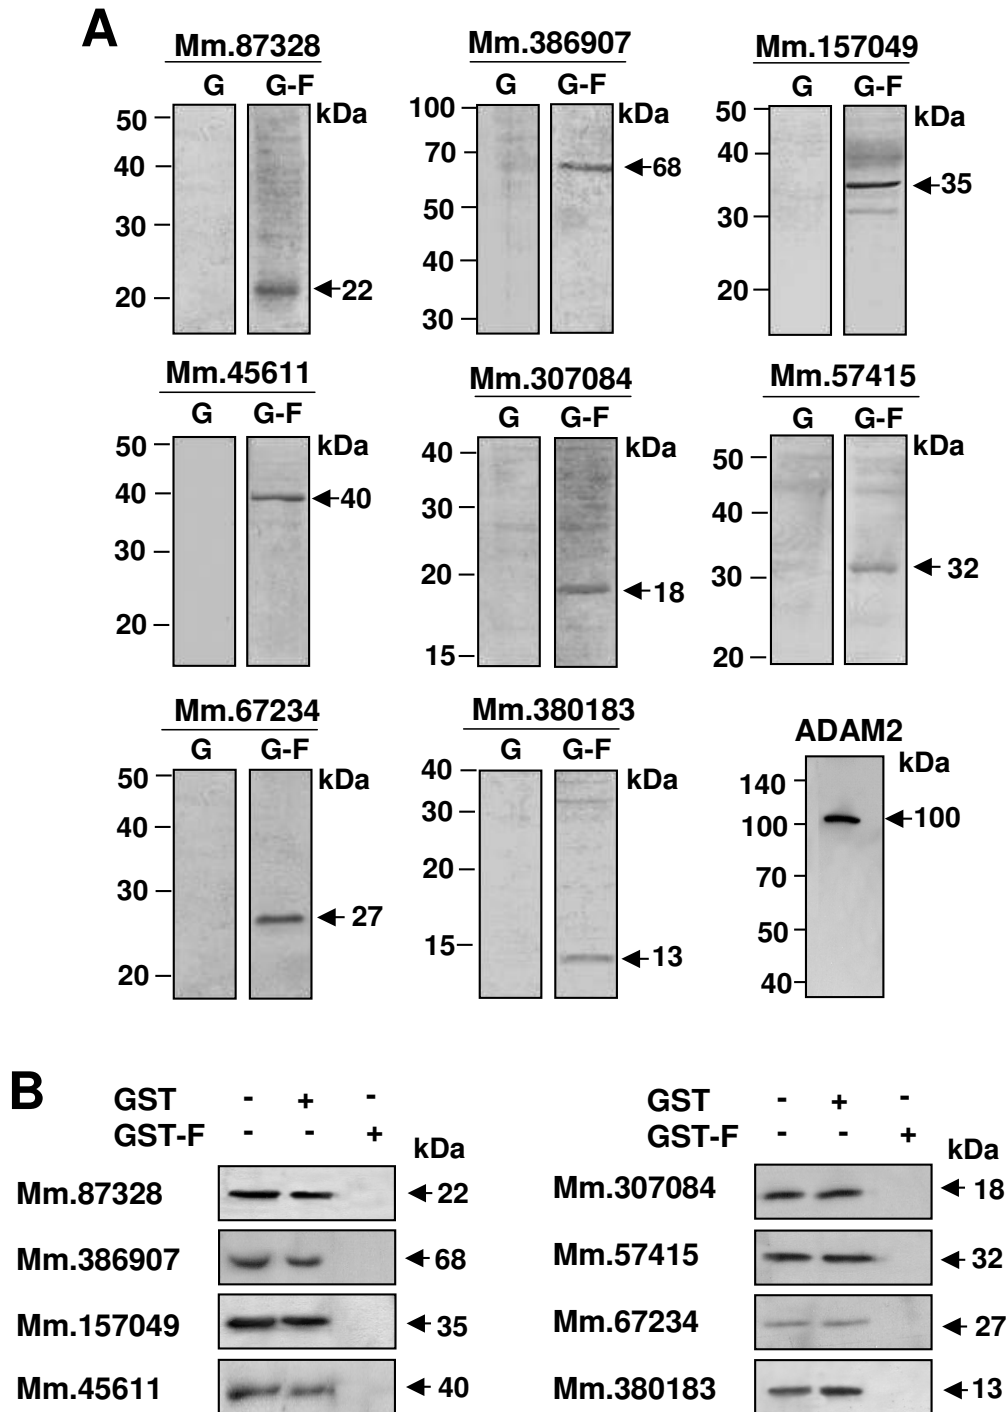 A
Mm.87328
G G-F
kDa
50
40
30
20
22
Mm.386907
G G-F
kDa
100
70
50
40
30
68
Mm.157049
G G-F
kDa
50
40
30
20
35
Mm.45611
G G-F
kDa
50
40
30
20
40
Mm.307084
G G-F
kDa
40
30
20
15
18
Mm.57415
G G-F
kDa
50
40
30
20
32
Mm.67234
G G-F
kDa
50
40
30
20
27
Mm.380183
G G-F
kDa
40
30
20
15
13
ADAM2
kDa
140
100
70
50
40
100
B
GST - + -
GST-F - - +
kDa
Mm.87328 22
Mm.386907 68
Mm.157049 35
Mm.45611 40
GST - + -
GST-F - - +
kDa
Mm.307084 18
Mm.57415 32
Mm.67234 27
Mm.380183 13